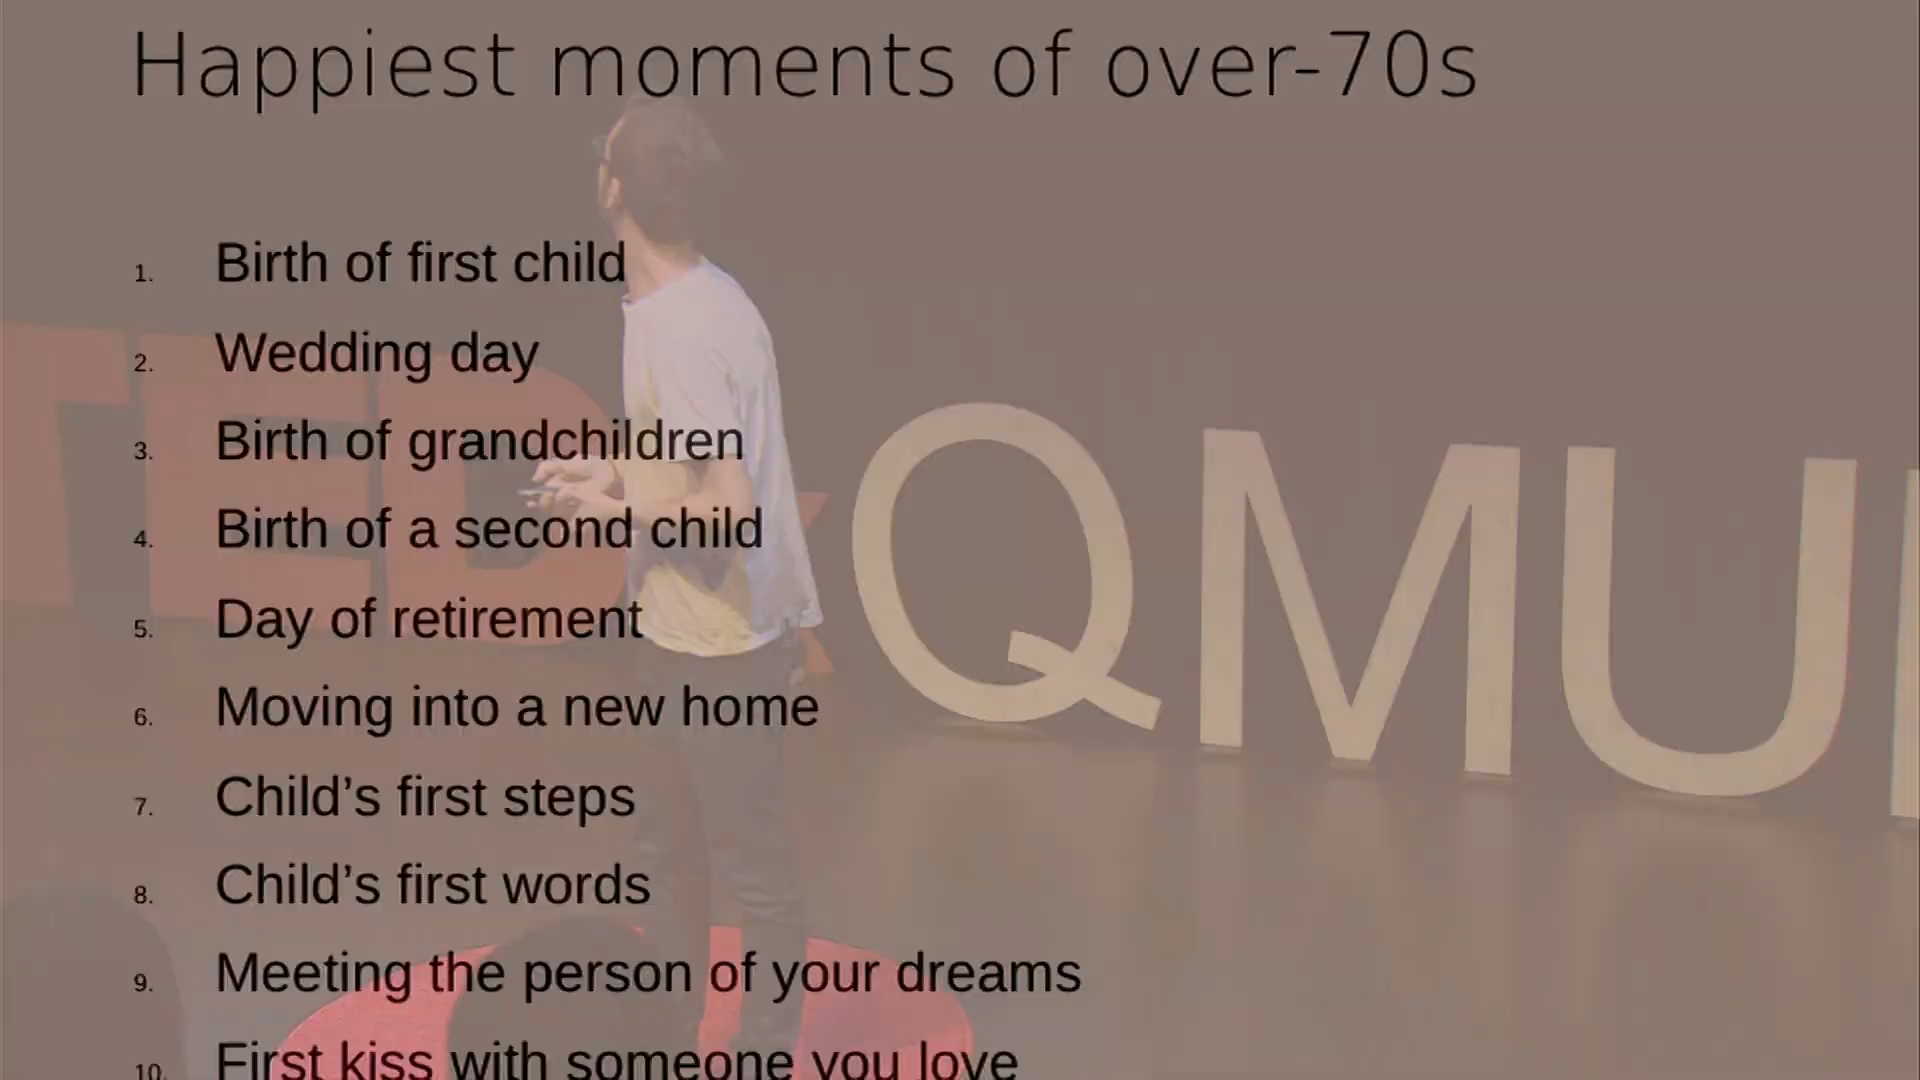 Happiest moments of over-70s
1. Birth of first child
2. Wedding day
3. Birth of grandchildren
4. Birth of a second child
5. Day of retirement
6. Moving into a new home
7. Child’s first steps
8. Child’s first words
9. Meeting the person of your dreams
10. First kiss with someone you love
TEDx QMU